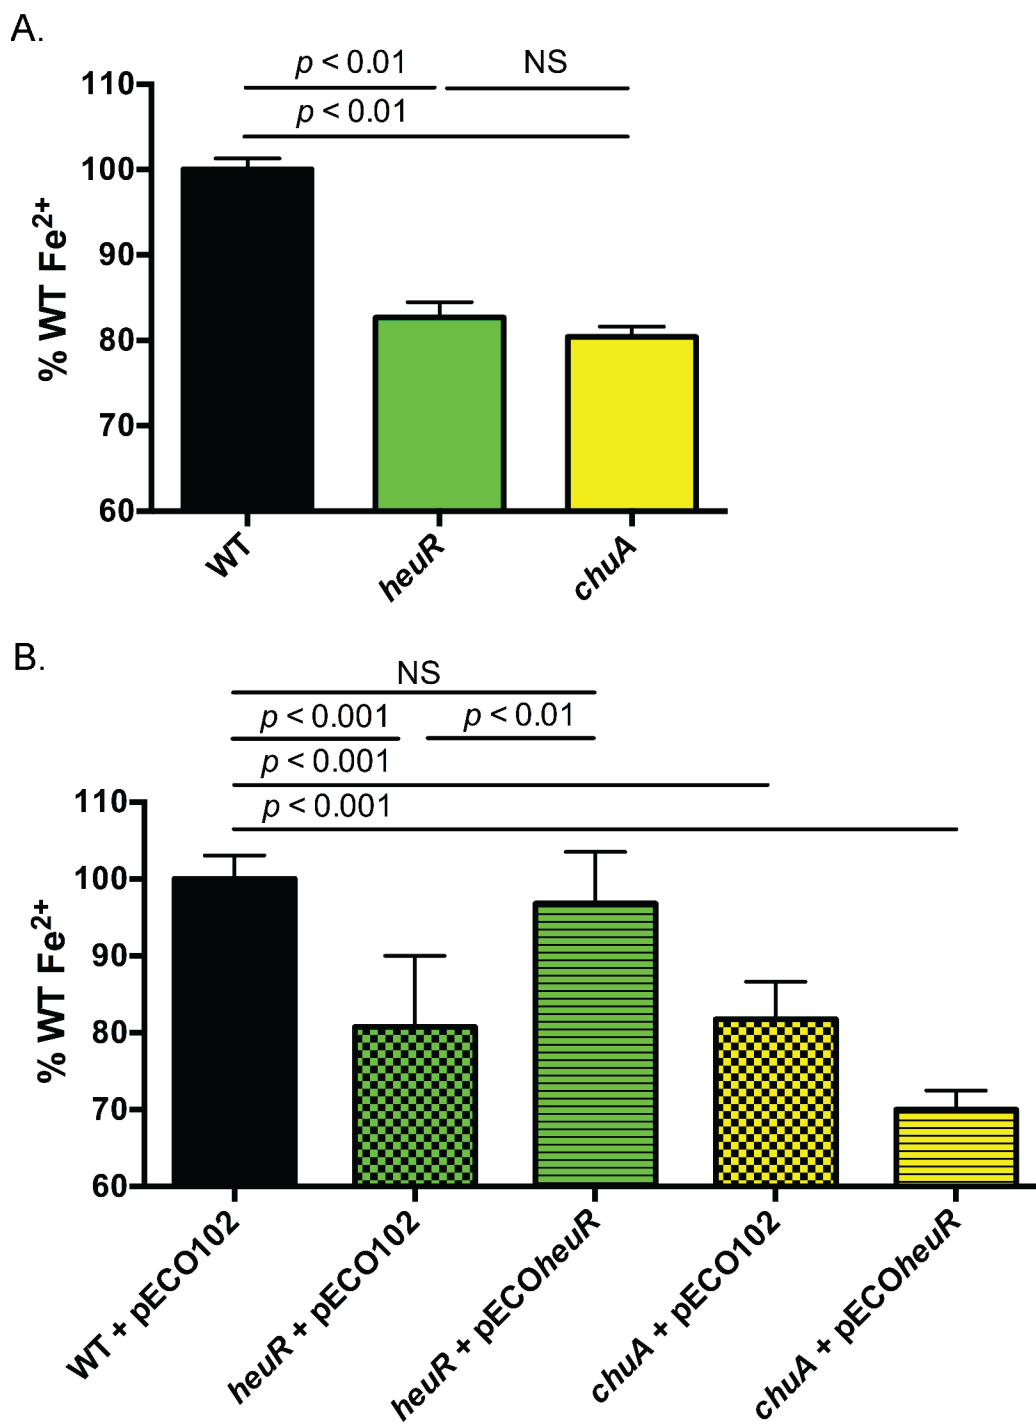 A.
p < 0.01
NS
p < 0.01
110
100
90
80
70
60
% WT Fe2+
WT
heuR
chuA
B.
NS
p < 0.001
p < 0.01
p < 0.001
p < 0.001
110
100
90
80
70
60
% WT Fe2+
WT + pECO102
heuR + pECO102
heuR + pECOheuR
chuA + pECO102
chuA + pECOheuR